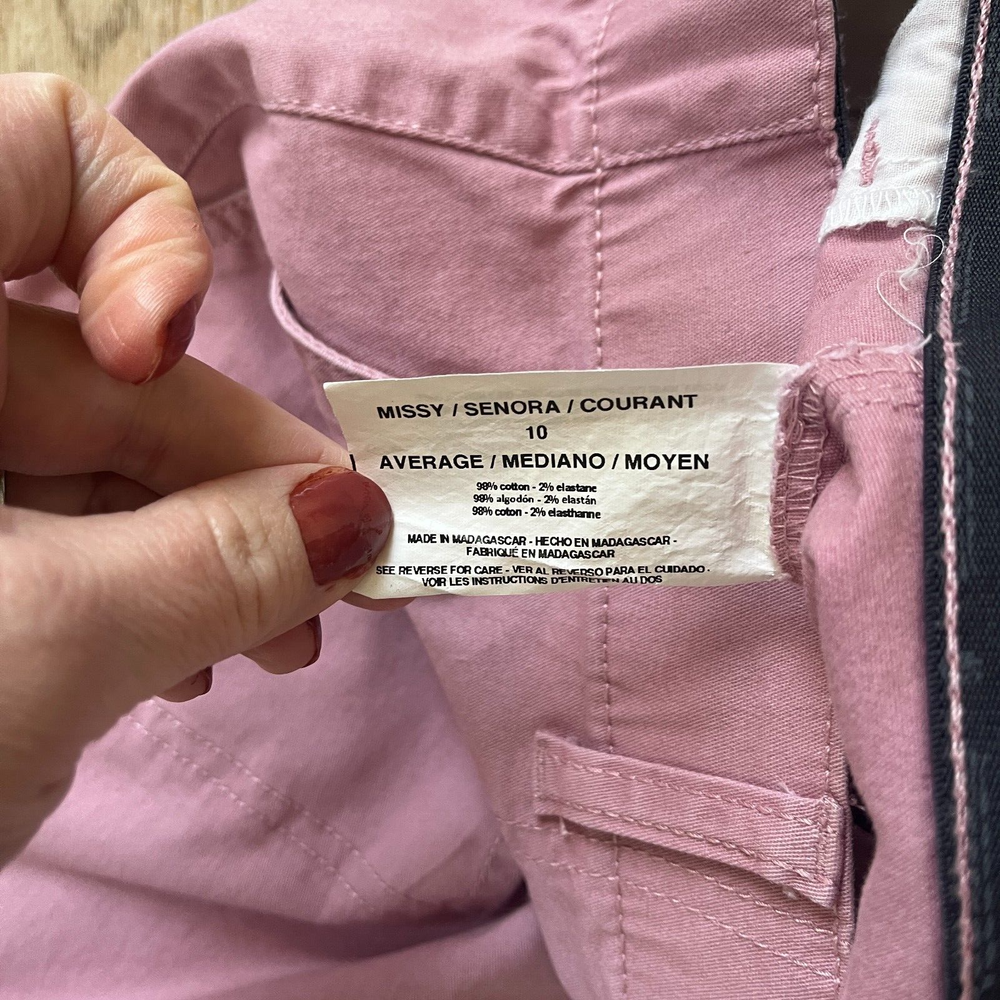 MISSY / SENORA / COURANT
10
AVERAGE / MEDIANO / MOYEN
98% cotton - 2% elastane
98% algodón - 2% elastán
98% coton - 2% elasthanne
MADE IN MADAGASCAR - HECHO EN MADAGASCAR -
FABRIQUÉ EN MADAGASCAR
SEE REVERSE FOR CARE - VER AL REVERSO PARA EL CUIDADO -
VOIR LES INSTRUCTIONS D'ENTRETIEN AU DOS